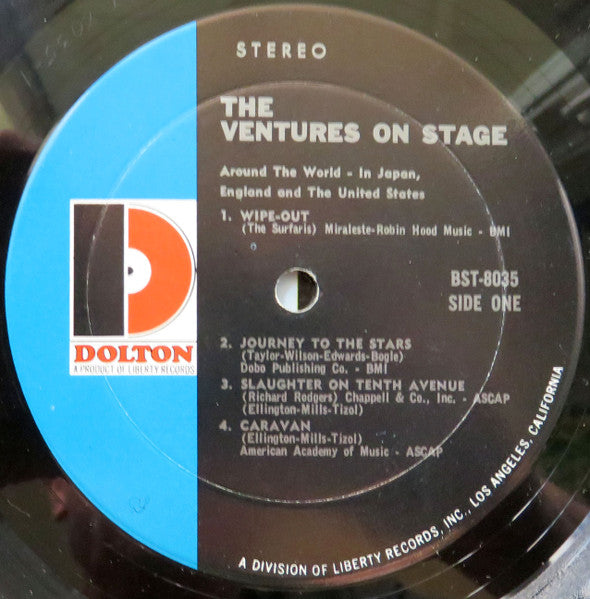 STEREO
THE
VENTURES ON STAGE
Around The World - In Japan,
England and The United States
1. WIPE-OUT
(The Surfaris) Miraleste-Robin Hood Music - BMI
BST-8035
SIDE ONE
2. JOURNEY TO THE STARS
(Taylor-Wilson-Edwards-Bogle)
Dobo Publishing Co. - BMI
3. SLAUGHTER ON TENTH AVENUE
(Richard Rodgers) Chappell & Co., Inc. - ASCAP
(Ellington-Mills-Tizol)
4. CARAVAN
(Ellington-Mills-Tizol)
American Academy of Music - ASCAP
DOLTON
A PRODUCT OF LIBERTY RECORDS
A DIVISION OF LIBERTY RECORDS, INC., LOS ANGELES, CALIFORNIA